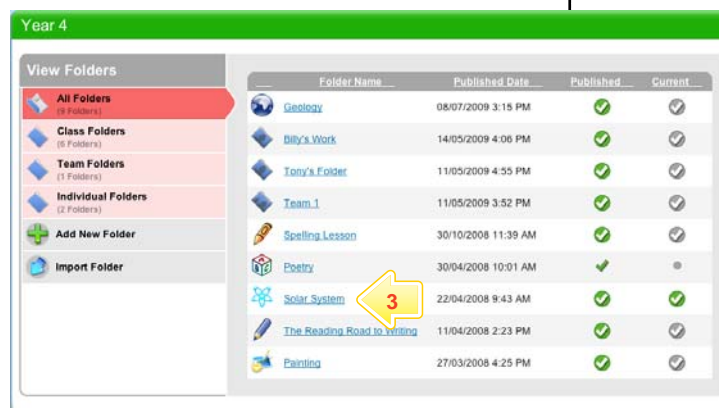 Year 4
View Folders
All Folders
(9 Folders)
Class Folders
(6 Folders)
Team Folders
(1 Folders)
Individual Folders
(2 Folders)
Add New Folder
Import Folder
Folder Name Published Date Published Current
Geology 08/07/2009 3:15 PM
Billy's Work 14/05/2009 4:06 PM
Tony's Folder 11/05/2009 4:55 PM
Team 1 11/05/2009 3:52 PM
Spelling Lesson 30/10/2008 11:39 AM
Poetry 30/04/2008 10:01 AM
Solar System 3 22/04/2008 9:43 AM
The Reading Road to Writing 11/04/2008 2:23 PM
Painting 27/03/2008 4:25 PM